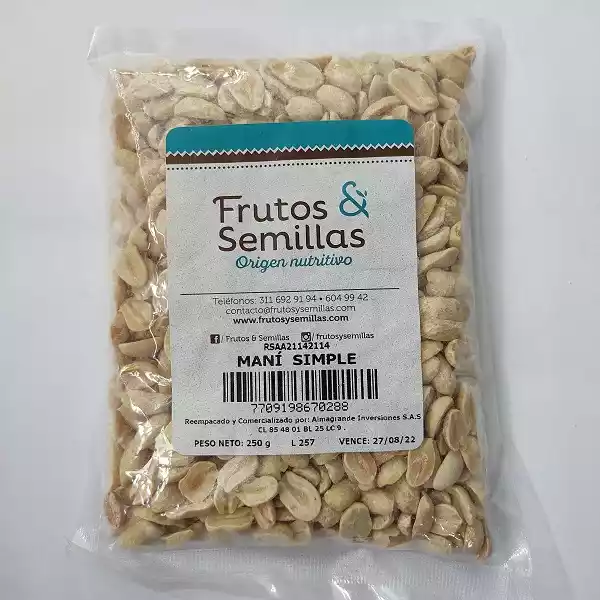 Frutos &
Semillas
Origen nutritivo
Teléfonos: 311 692 91 94 • 604 99 42
contacto@frutosysemillas.com
www.frutosysemillas.com
/ Frutos & Semillas /frutosysemillas
RSAA21142114
MANÍ SIMPLE
7709198670288
Reempacado y Comercializado por: Almagrande Inversiones S.A.S
CL 85 48 01 BL 25 LC 9 .
PESO NETO: 250 g L 257 VENCE: 27/08/22